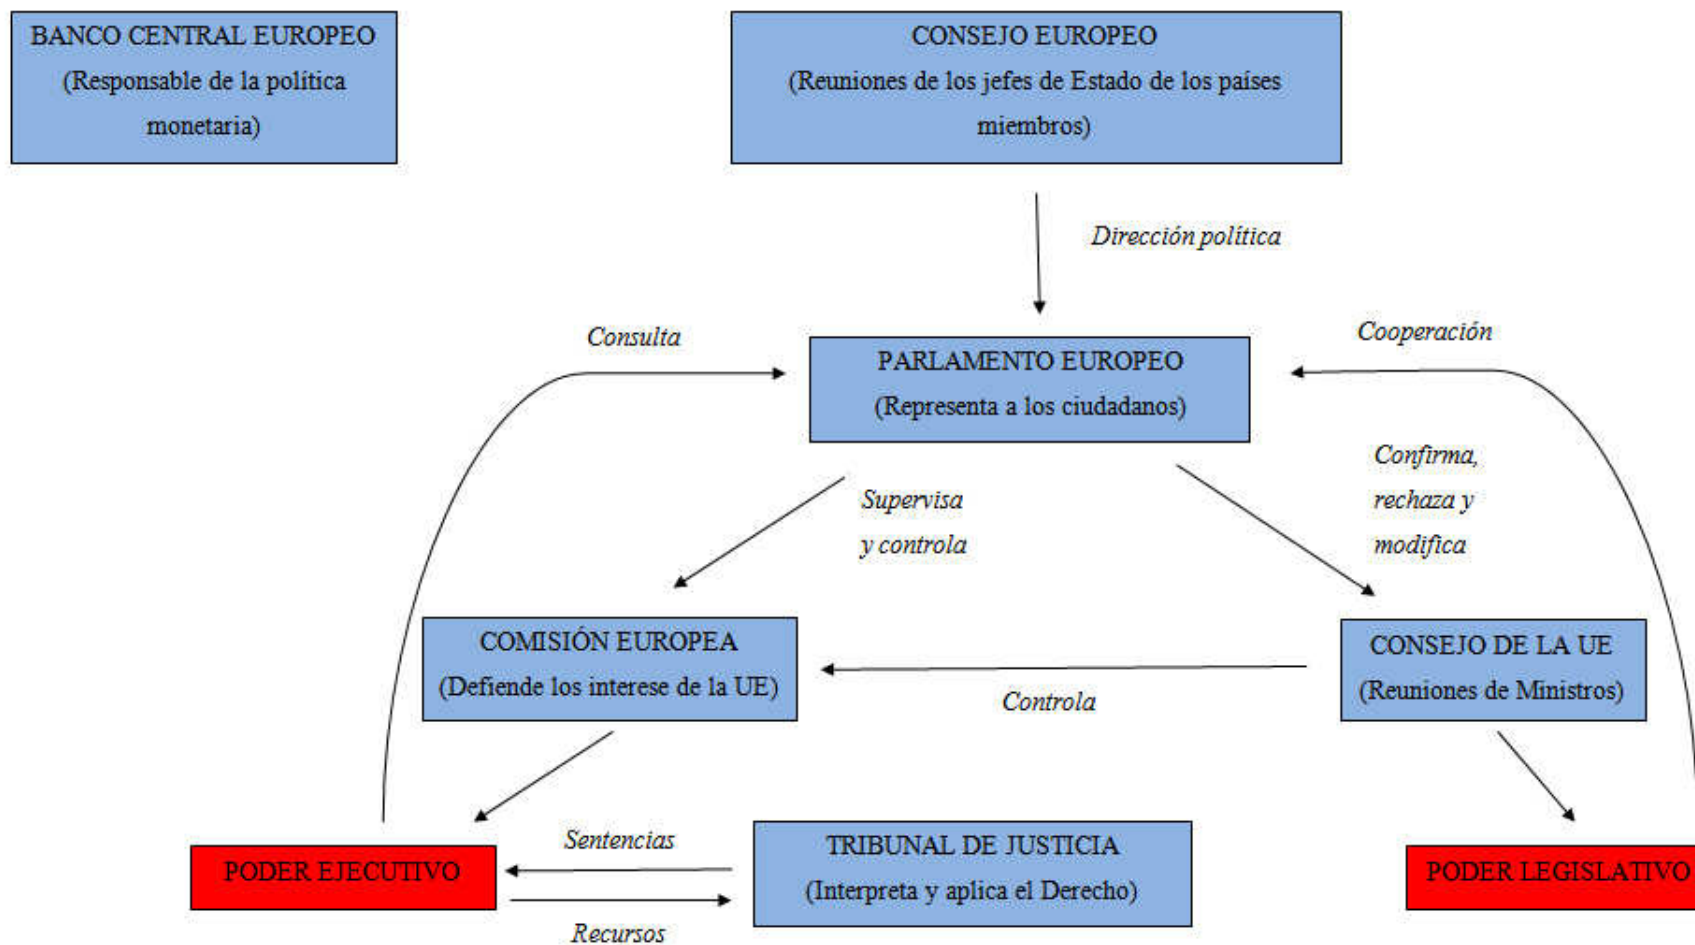 BANCO CENTRAL EUROPEO
(Responsable de la política
monetaria)
CONSEJO EUROPEO
(Reuniones de los jefes de Estado de los países
miembros)
Dirección política
Consulta
Cooperación
PARLAMENTO EUROPEO
(Representa a los ciudadanos)
Supervisa
y controla
Confirma,
rechaza y
modifica
COMISIÓN EUROPEA
(Defiende los interese de la UE)
Controla
CONSEJO DE LA UE
(Reuniones de Ministros)
PODER EJECUTIVO
Sentencias
Recursos
TRIBUNAL DE JUSTICIA
(Interpreta y aplica el Derecho)
PODER LEGISLATIVO